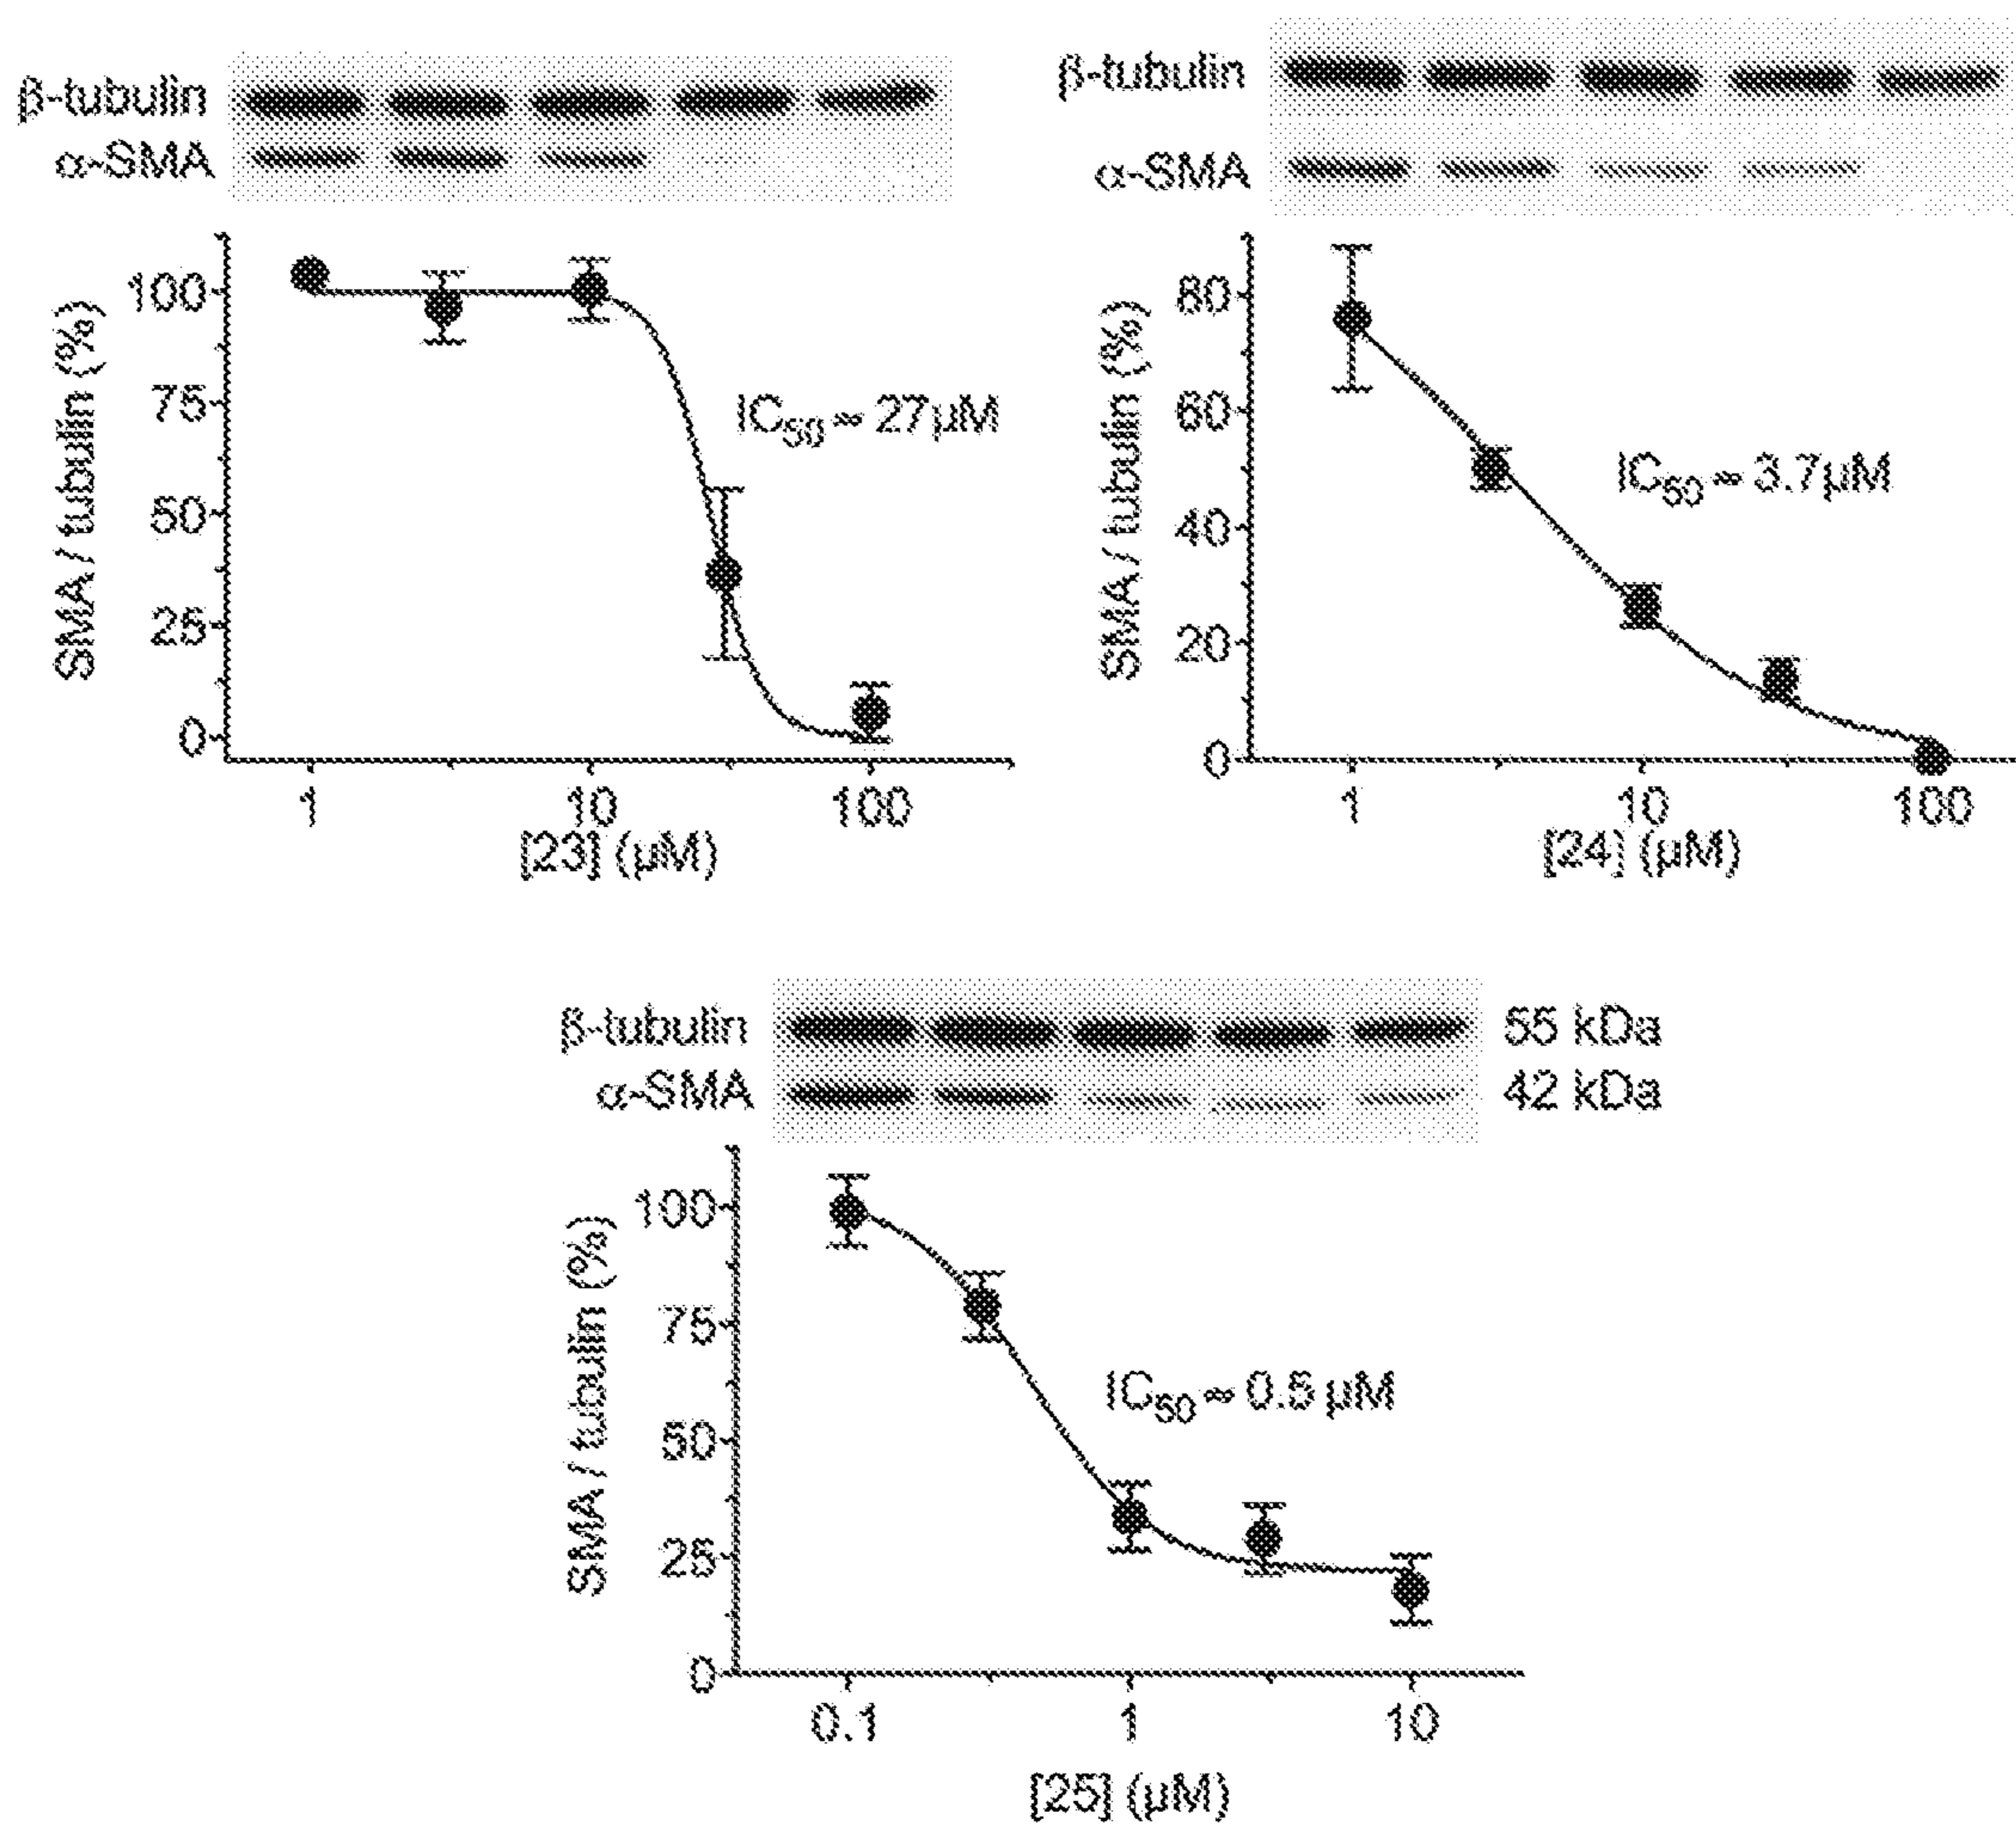 β-tubulin
α-SMA
SMA / tubulin (%)
100
75
50
25
0
IC50 ≈ 27μM
1 10 100
[23] (μM)
β-tubulin
α-SMA
SMA / tubulin (%)
80
60
40
20
0
IC50 ≈ 3.7μM
1 10 100
[24] (μM)
β-tubulin 55 kDa
α-SMA 42 kDa
SMA / tubulin (%)
100
75
50
25
0
IC50 ≈ 0.5 μM
0.1 1 10
[25] (μM)